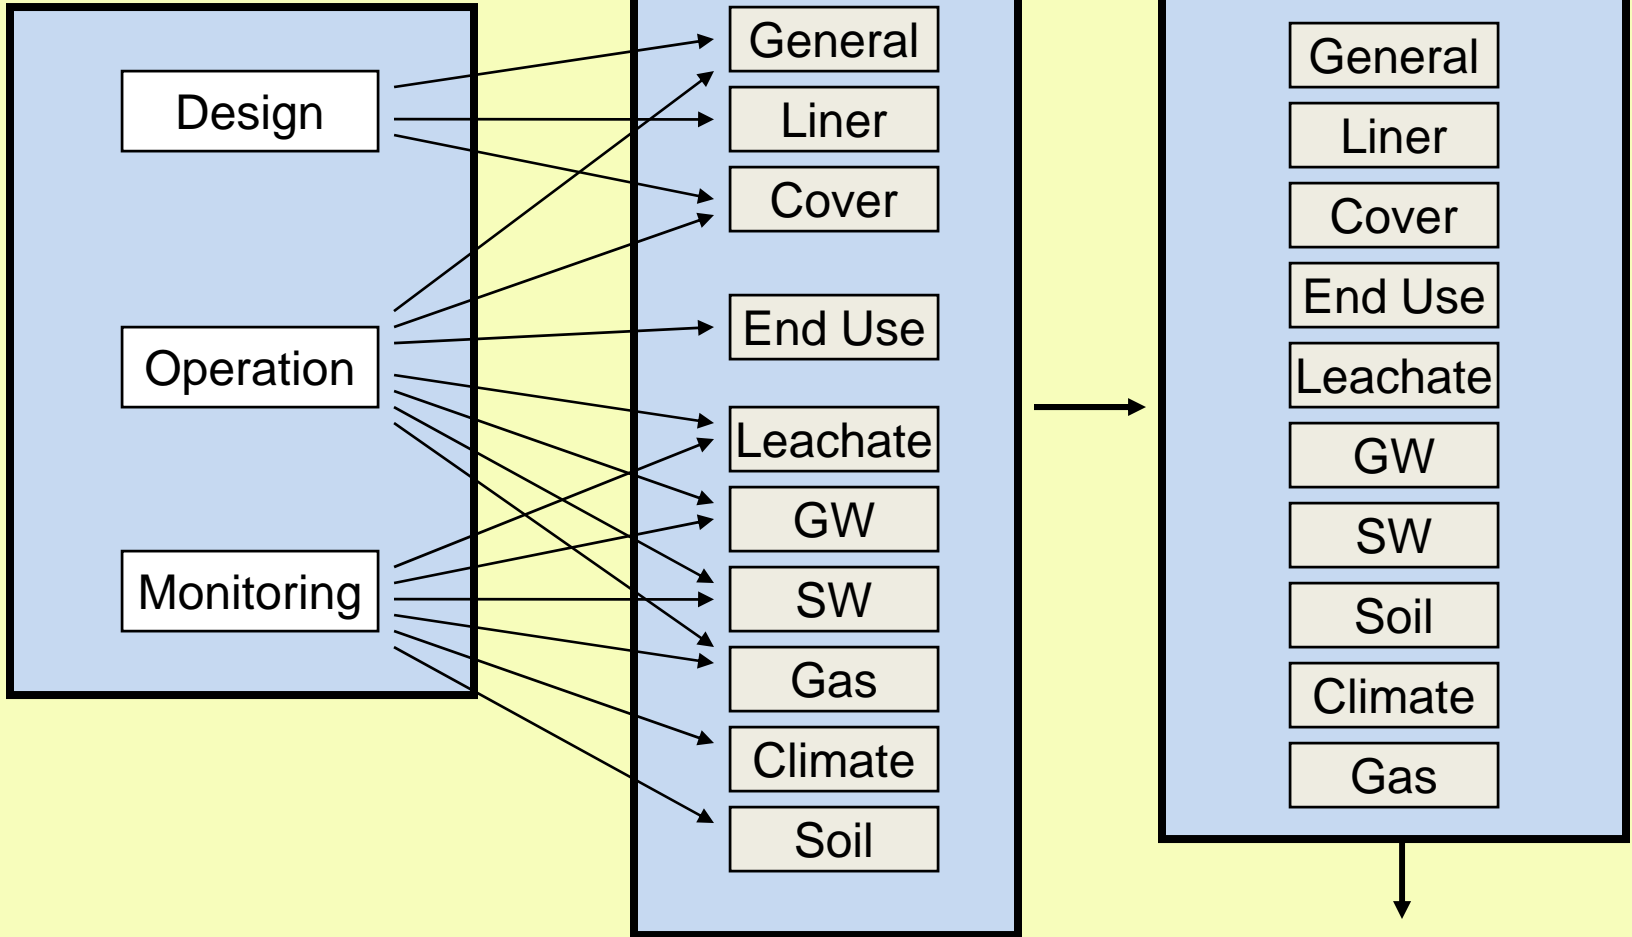 Design
Operation
Monitoring
General
Liner
Cover
End Use
Leachate
GW
SW
Gas
Climate
Soil
General
Liner
Cover
End Use
Leachate
GW
SW
Soil
Climate
Gas